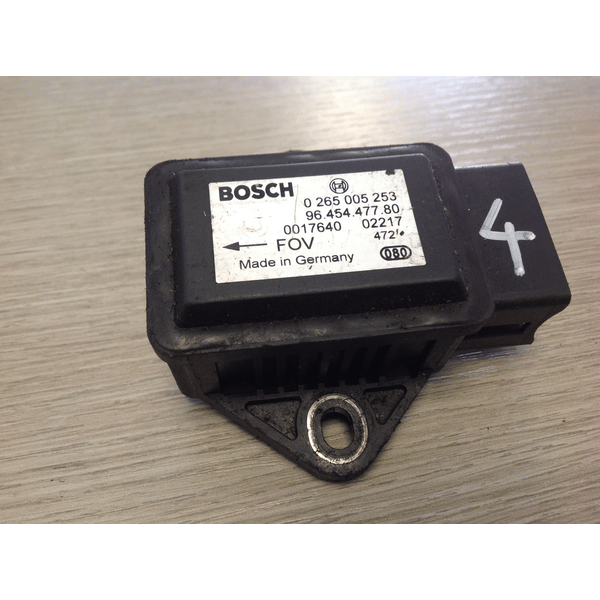 BOSCH
0 265 005 253
96.454.477.80
0017640 02217
← FOV 472
Made in Germany 080
4